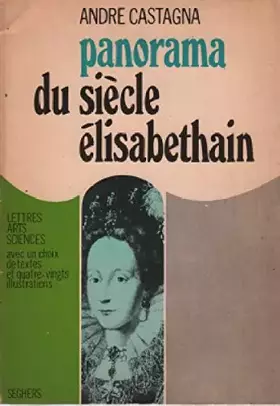 ANDRE CASTAGNA
panorama
du siècle
élisabethain
LETTRES
ARTS
SCIENCES
avec un choix
de textes
et quatre-vingts
illustrations
SEGHERS